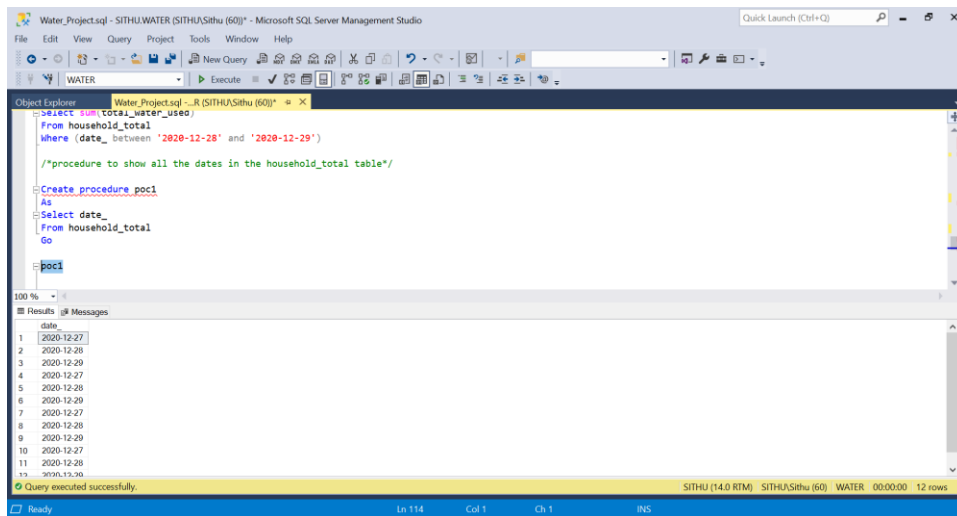 Water_Project.sql - SITHU.WATER (SITHU\Sithu (60))* - Microsoft SQL Server Management Studio
Quick Launch (Ctrl+Q)
File Edit View Query Project Tools Window Help
New Query
WATER
Execute
Object Explorer
Water_Project.sql -...R (SITHU\Sithu (60))*
Select sum(total_water_used)
From household_total
Where (date_ between '2020-12-28' and '2020-12-29')
/*procedure to show all the dates in the household_total table*/
Create procedure poc1
As
Select date_
From household_total
Go
poc1
100 %
Results Messages
date_
1 2020-12-27
2 2020-12-28
3 2020-12-29
4 2020-12-27
5 2020-12-28
6 2020-12-29
7 2020-12-27
8 2020-12-28
9 2020-12-29
10 2020-12-27
11 2020-12-28
12 2020-12-29
Query executed successfully.
SITHU (14.0 RTM) SITHU\Sithu (60) WATER 00:00:00 12 rows
Ready Ln 114 Col 1 Ch 1 INS